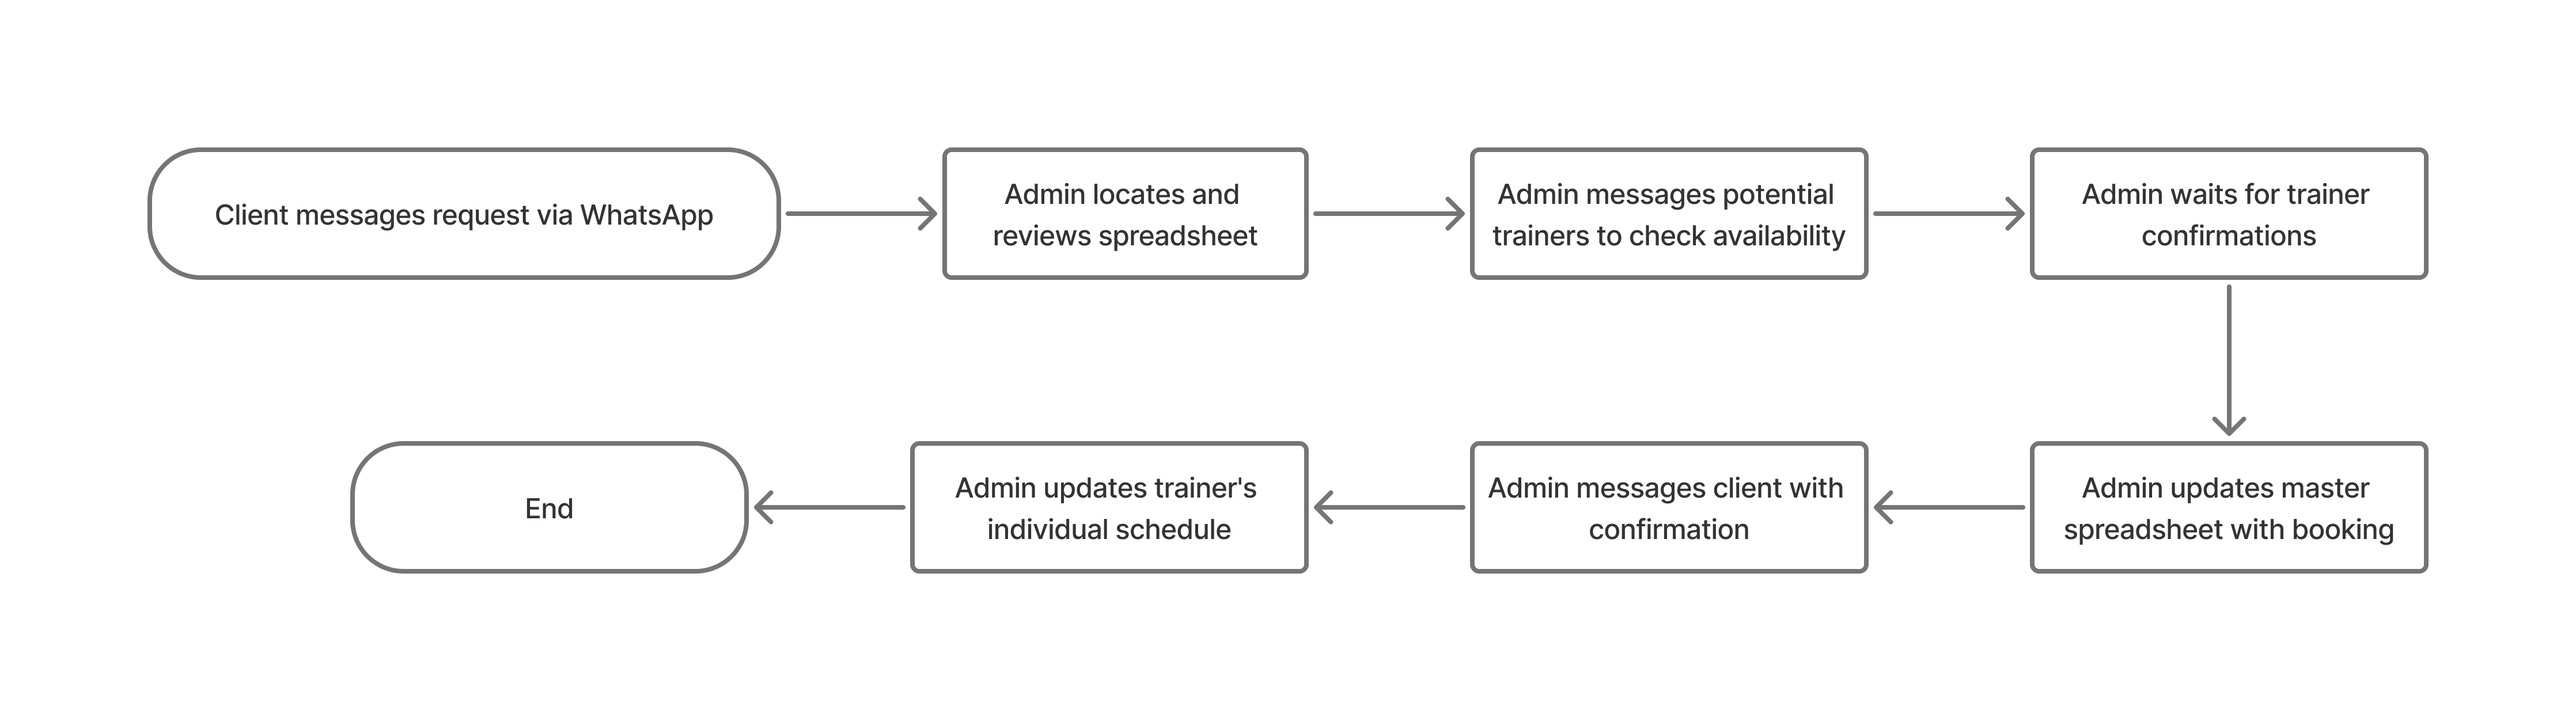 Client messages request via WhatsApp
Admin locates and
reviews spreadsheet
Admin messages potential
trainers to check availability
Admin waits for trainer
confirmations
Admin updates master
spreadsheet with booking
Admin messages client with
confirmation
Admin updates trainer's
individual schedule
End